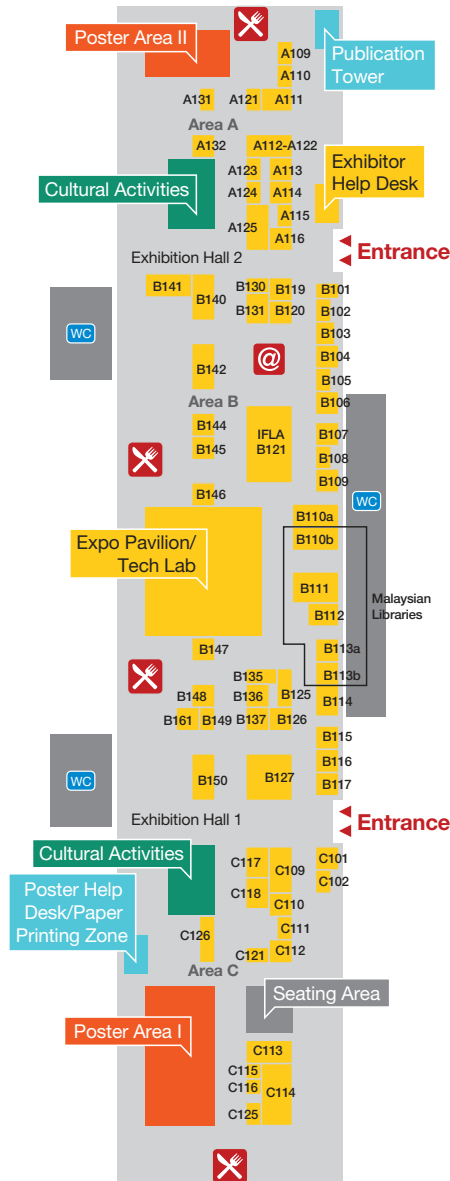 Poster Area II
Publication
Tower
A109
A110
A131
A121
A111
Area A
A132
A112-A122
A123
A113
Exhibitor
Help Desk
Cultural Activities
A124
A114
A115
A125
A116
Entrance
Exhibition Hall 2
B141
B140
B130
B119
B101
B131
B120
B102
B103
WC
@
B104
B142
B105
Area B
B106
B144
IFLA
B121
B107
B145
B108
B109
B146
WC
B110a
Expo Pavilion/
Tech Lab
B110b
B111
Malaysian
Libraries
B112
B147
B113a
B135
B113b
B148
B136
B125
B114
B161
B149
B137
B126
B115
B150
B127
B116
WC
B117
Exhibition Hall 1
Entrance
Cultural Activities
C117
C109
C101
C102
Poster Help
Desk/Paper
Printing Zone
C118
C110
C126
C111
C121
C112
Area C
Seating Area
Poster Area I
C113
C115
C116
C114
C125